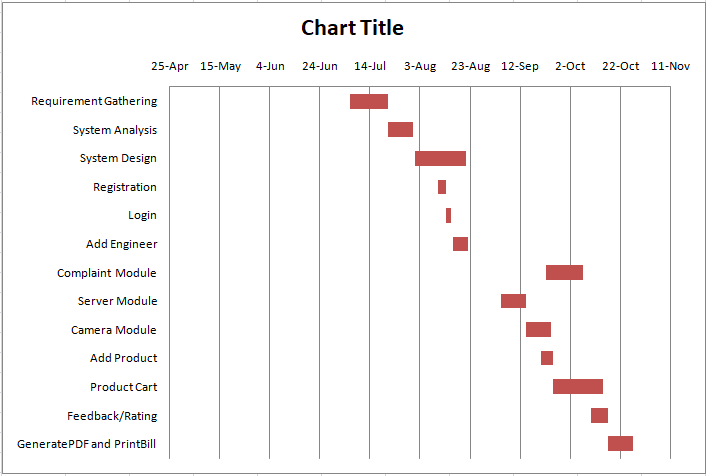 Chart Title
25-Apr 15-May 4-Jun 24-Jun 14-Jul 3-Aug 23-Aug 12-Sep 2-Oct 22-Oct 11-Nov
Requirement Gathering
System Analysis
System Design
Registration
Login
Add Engineer
Complaint Module
Server Module
Camera Module
Add Product
Product Cart
Feedback/Rating
GeneratePDF and PrintBill